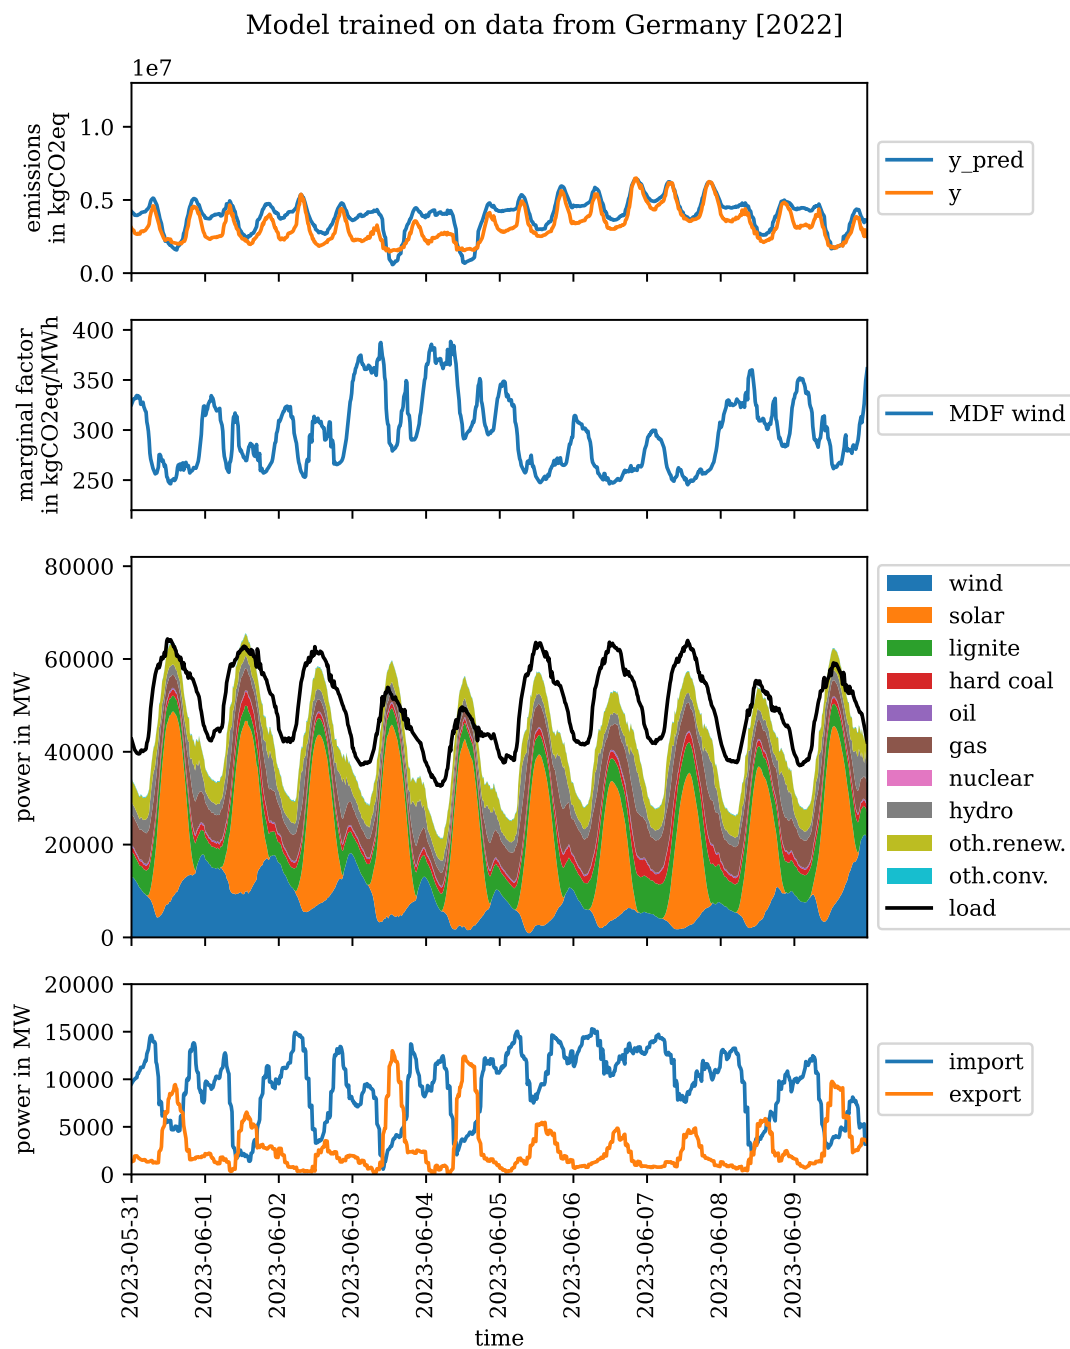 Model trained on data from Germany [2022]
1e7
emissions
in kgCO2eq
1.0
0.5
0.0
y_pred
y
marginal factor
in kgCO2eq/MWh
400
350
300
250
MDF wind
power in MW
80000
60000
40000
20000
0
wind
solar
lignite
hard coal
oil
gas
nuclear
hydro
oth.renew.
oth.conv.
load
power in MW
20000
15000
10000
5000
0
import
export
2023-05-31
2023-06-01
2023-06-02
2023-06-03
2023-06-04
2023-06-05
2023-06-06
2023-06-07
2023-06-08
2023-06-09
time